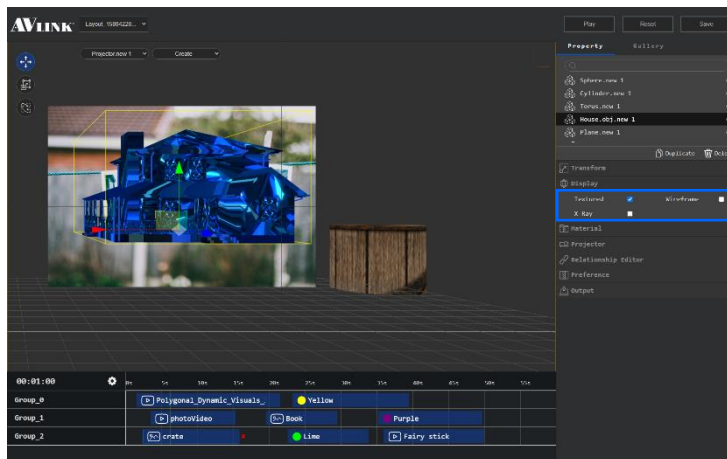 AVLINK
Layout_15094228...
Play
Reset
Save
Projector.new 1
Create
Property
Gallery
Sphere.new 1
Cylinder.new 1
Torus.new 1
House.obj.new 1
Plane.new 1
Duplicate
Transform
Display
Textured
Wireframe
X Ray
Material
Projector
Relationship Editor
Preference
Output
00:01:00
0s 5s 10s 15s 20s 25s 30s 35s 40s 45s 50s 55s
Group_0
Polygonal_Dynamic_Visuals_
Yellow
Group_1
photoVideo
Book
Purple
Group_2
crate
x
Lime
Fairy stick